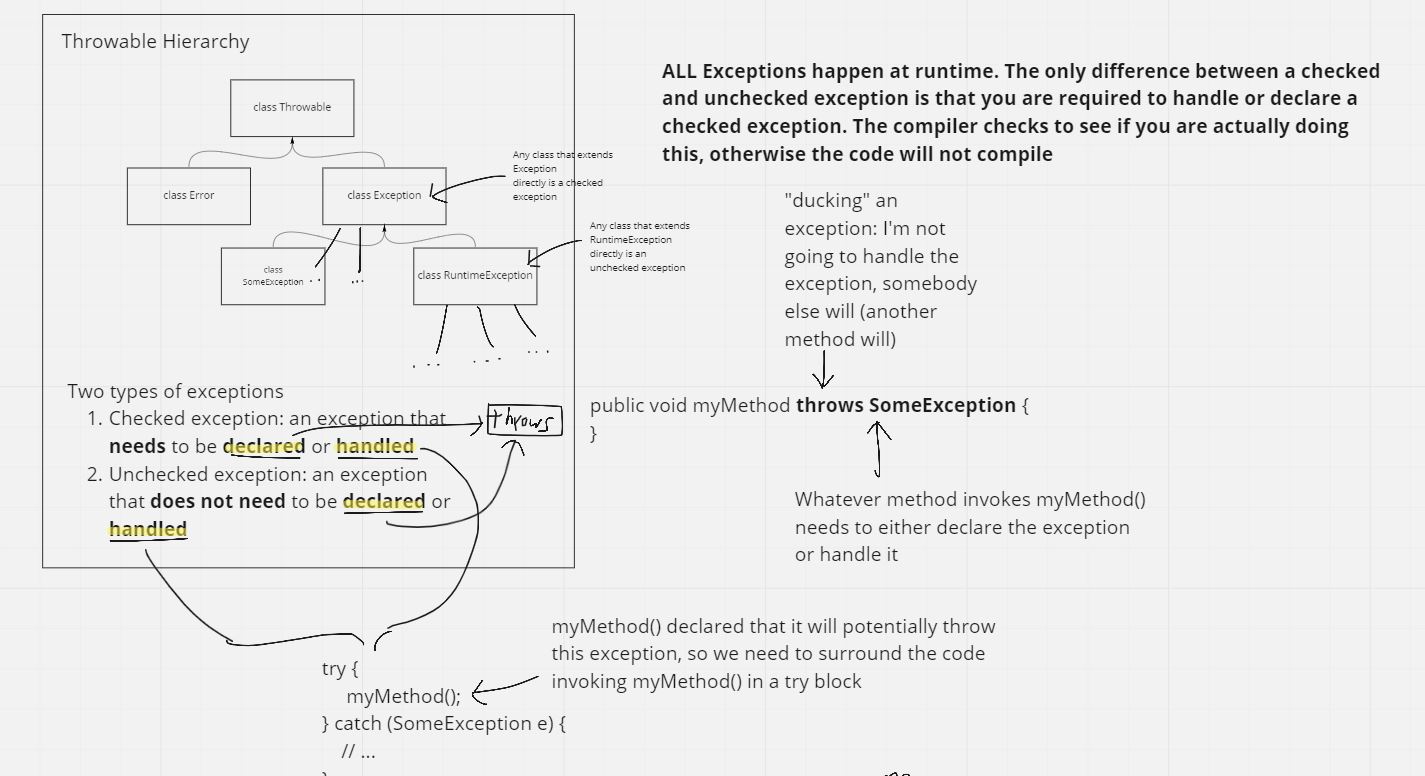 Throwable Hierarchy
class Throwable
class Error
class Exception
Any class that extends
Exception
directly is a checked
exception
class
SomeException
class RuntimeException
Any class that extends
RuntimeException
directly is an
unchecked exception
Two types of exceptions
1. Checked exception: an exception that
needs to be declared or handled
2. Unchecked exception: an exception
that does not need to be declared or
handled
throws
ALL Exceptions happen at runtime. The only difference between a checked
and unchecked exception is that you are required to handle or declare a
checked exception. The compiler checks to see if you are actually doing
this, otherwise the code will not compile
"ducking" an
exception: I'm not
going to handle the
exception, somebody
else will (another
method will)
public void myMethod throws SomeException {
}
Whatever method invokes myMethod()
needs to either declare the exception
or handle it
myMethod() declared that it will potentially throw
this exception, so we need to surround the code
invoking myMethod() in a try block
try {
myMethod();
} catch (SomeException e) {
// ...
}